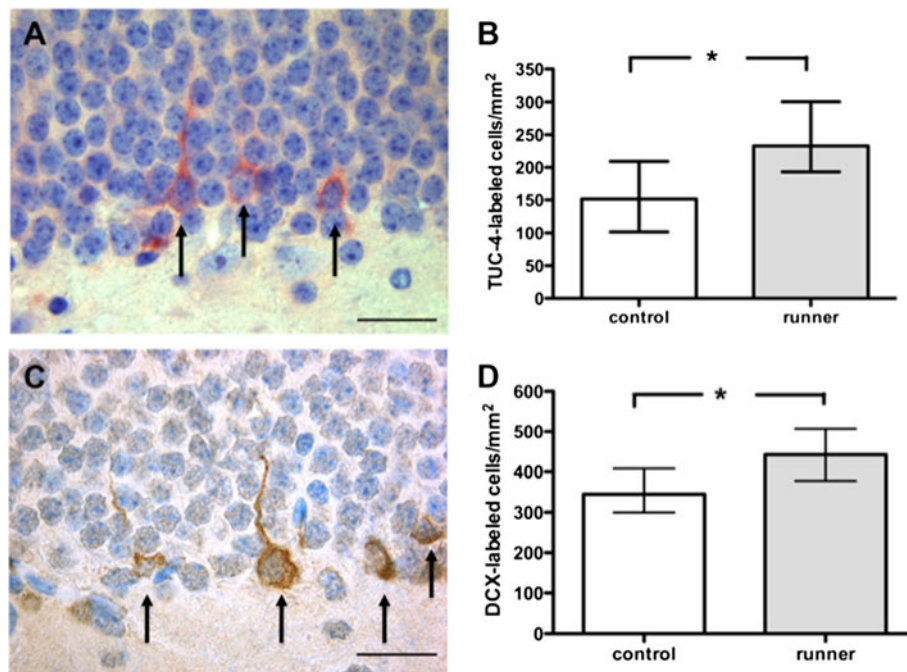 A
B
TUC-4-labeled cells/mm²
350
300
250
200
150
100
50
0
*
control
runner
C
D
DCX-labeled cells/mm²
600
500
400
300
200
100
0
*
control
runner